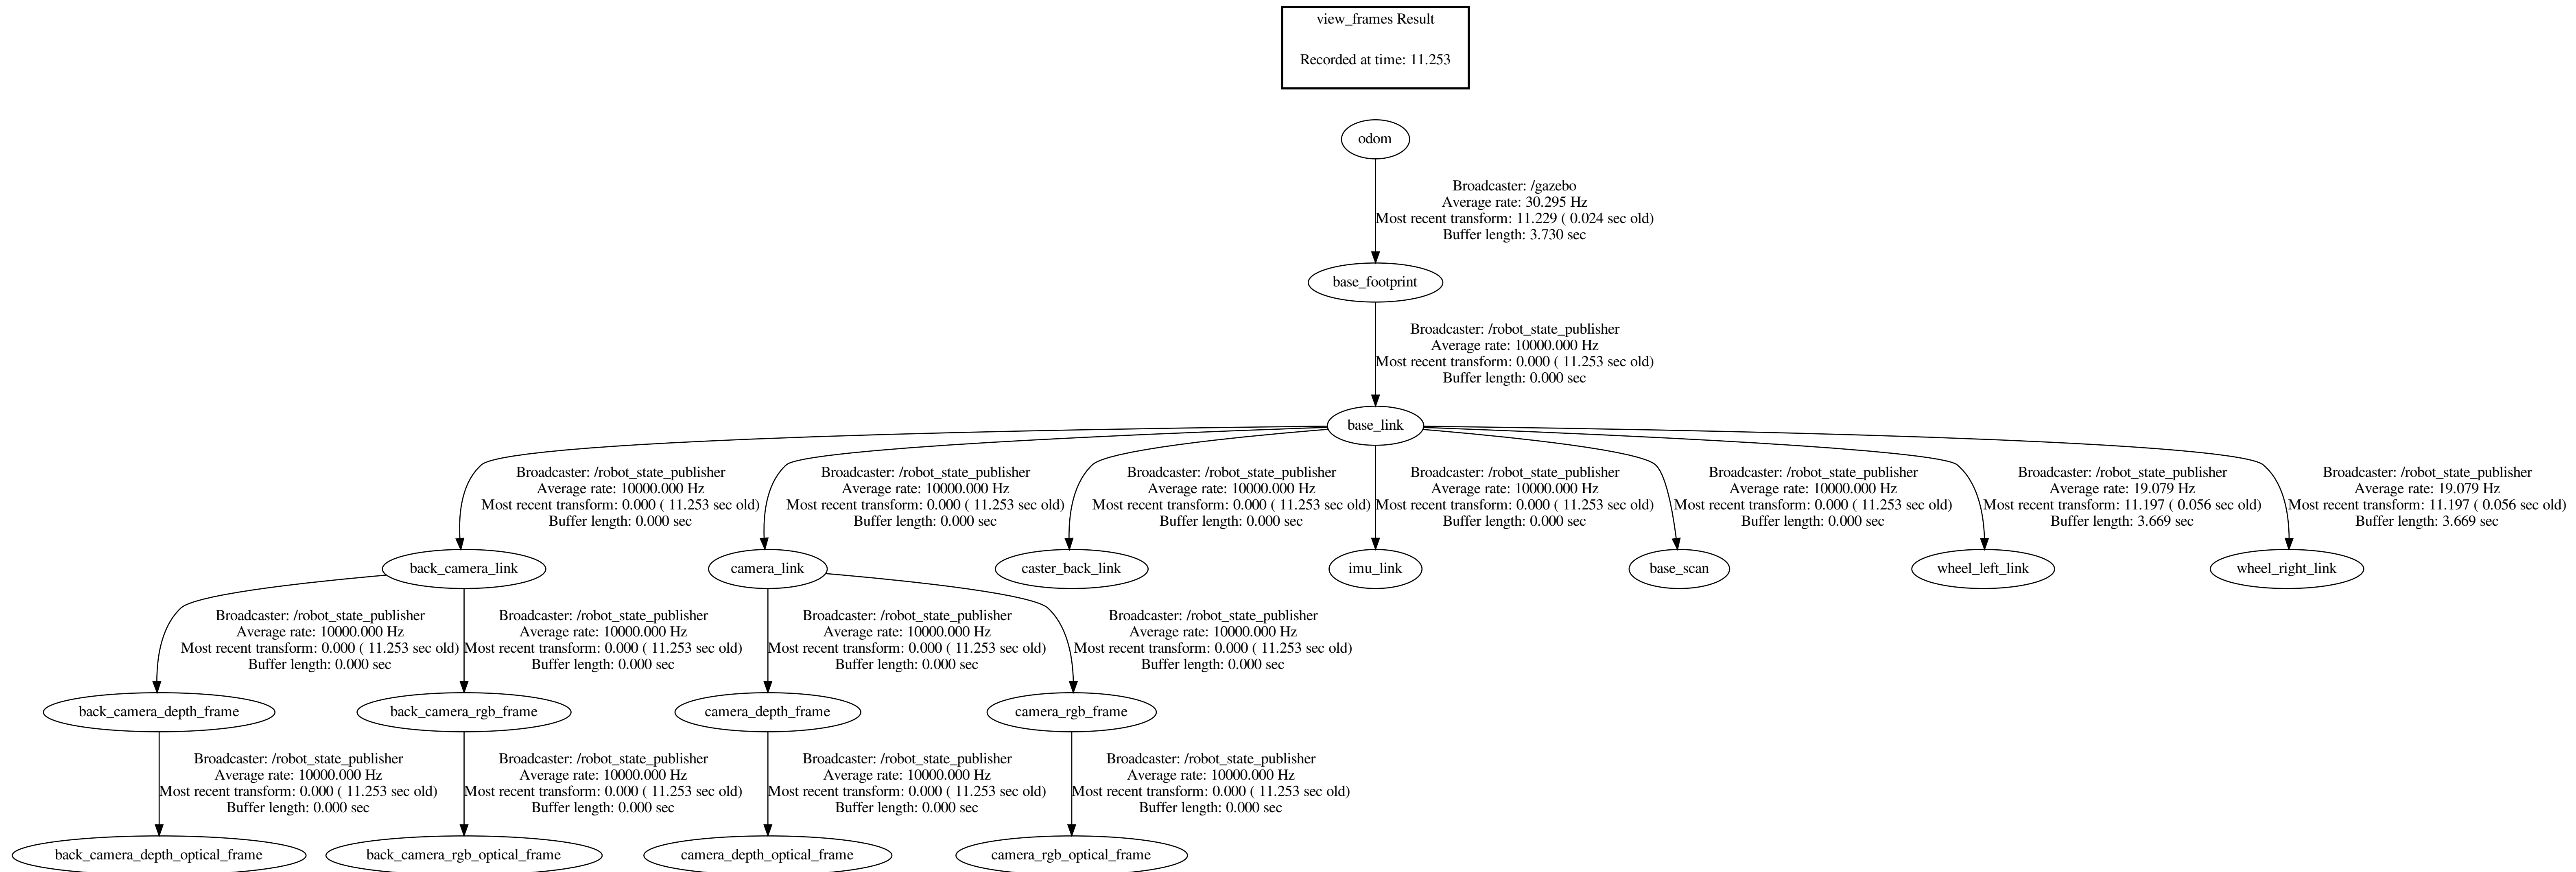 view_frames Result
Recorded at time: 11.253
odom
Broadcaster: /gazebo
Average rate: 30.295 Hz
Most recent transform: 11.229 ( 0.024 sec old)
Buffer length: 3.730 sec
base_footprint
Broadcaster: /robot_state_publisher
Average rate: 10000.000 Hz
Most recent transform: 0.000 ( 11.253 sec old)
Buffer length: 0.000 sec
base_link
Broadcaster: /robot_state_publisher
Average rate: 10000.000 Hz
Most recent transform: 0.000 ( 11.253 sec old)
Buffer length: 0.000 sec
Broadcaster: /robot_state_publisher
Average rate: 10000.000 Hz
Most recent transform: 0.000 ( 11.253 sec old)
Buffer length: 0.000 sec
Broadcaster: /robot_state_publisher
Average rate: 10000.000 Hz
Most recent transform: 0.000 ( 11.253 sec old)
Buffer length: 0.000 sec
Broadcaster: /robot_state_publisher
Average rate: 10000.000 Hz
Most recent transform: 0.000 ( 11.253 sec old)
Buffer length: 0.000 sec
Broadcaster: /robot_state_publisher
Average rate: 10000.000 Hz
Most recent transform: 0.000 ( 11.253 sec old)
Buffer length: 0.000 sec
Broadcaster: /robot_state_publisher
Average rate: 19.079 Hz
Most recent transform: 11.197 ( 0.056 sec old)
Buffer length: 3.669 sec
Broadcaster: /robot_state_publisher
Average rate: 19.079 Hz
Most recent transform: 11.197 ( 0.056 sec old)
Buffer length: 3.669 sec
back_camera_link
camera_link
caster_back_link
imu_link
base_scan
wheel_left_link
wheel_right_link
Broadcaster: /robot_state_publisher
Average rate: 10000.000 Hz
Most recent transform: 0.000 ( 11.253 sec old)
Buffer length: 0.000 sec
Broadcaster: /robot_state_publisher
Average rate: 10000.000 Hz
Most recent transform: 0.000 ( 11.253 sec old)
Buffer length: 0.000 sec
Broadcaster: /robot_state_publisher
Average rate: 10000.000 Hz
Most recent transform: 0.000 ( 11.253 sec old)
Buffer length: 0.000 sec
Broadcaster: /robot_state_publisher
Average rate: 10000.000 Hz
Most recent transform: 0.000 ( 11.253 sec old)
Buffer length: 0.000 sec
back_camera_depth_frame
back_camera_rgb_frame
camera_depth_frame
camera_rgb_frame
Broadcaster: /robot_state_publisher
Average rate: 10000.000 Hz
Most recent transform: 0.000 ( 11.253 sec old)
Buffer length: 0.000 sec
Broadcaster: /robot_state_publisher
Average rate: 10000.000 Hz
Most recent transform: 0.000 ( 11.253 sec old)
Buffer length: 0.000 sec
Broadcaster: /robot_state_publisher
Average rate: 10000.000 Hz
Most recent transform: 0.000 ( 11.253 sec old)
Buffer length: 0.000 sec
Broadcaster: /robot_state_publisher
Average rate: 10000.000 Hz
Most recent transform: 0.000 ( 11.253 sec old)
Buffer length: 0.000 sec
back_camera_depth_optical_frame
back_camera_rgb_optical_frame
camera_depth_optical_frame
camera_rgb_optical_frame